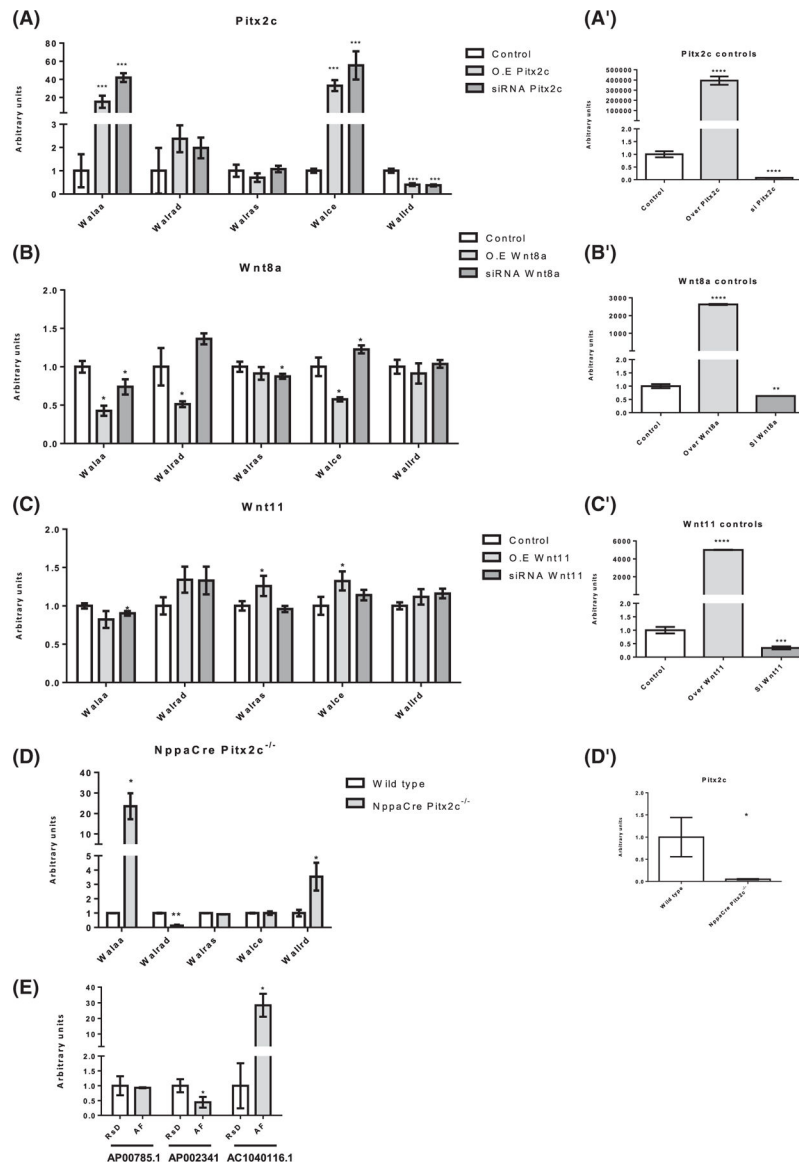 (A)
Pitx2c
Arbitrary units
80
60
40
20
3
2
1
0
***
***
***
***
***
***
Walaa
Walrad
Walras
Walce
Wallrd
Control
O.E Pitx2c
siRNA Pitx2c
(A')
Pitx2c controls
Arbitrary units
500000
400000
300000
200000
100000
2.0
1.5
1.0
0.5
0.0
****
****
Control
Over Pitx2c
si Pitx2c
(B)
Wnt8a
Arbitrary units
2.0
1.5
1.0
0.5
0.0
*
*
*
*
*
*
Walaa
Walrad
Walras
Walce
Wallrd
Control
O.E Wnt8a
siRNA Wnt8a
(B')
Wnt8a controls
Arbitrary units
3000
2000
1000
2.0
1.5
1.0
0.5
0.0
****
**
Control
Over Wnt8a
Si Wnt8a
(C)
Wnt11
Arbitrary units
2.0
1.5
1.0
0.5
0.0
*
*
*
Walaa
Walrad
Walras
Walce
Wallrd
Control
O.E Wnt11
siRNA Wnt11
(C')
Wnt11 controls
Arbitrary units
6000
4000
2000
2.0
1.5
1.0
0.5
0.0
****
***
Control
Over Wnt11
Si Wnt11
(D)
NppaCre Pitx2c-/-
Arbitrary units
40
30
20
10
5
4
3
2
1
0
*
**
*
Walaa
Walrad
Walras
Walce
Wallrd
Wild type
NppaCre Pitx2c-/-
(D')
Pitx2c
Arbitrary units
2.0
1.5
1.0
0.5
0.0
*
Wild type
NppaCre Pitx2c-/-
(E)
Arbitrary units
40
30
20
10
2.0
1.5
1.0
0.5
0.0
*
*
RsD
AF
RsD
AF
RsD
AF
AP00785.1
AP002341
AC1040116.1